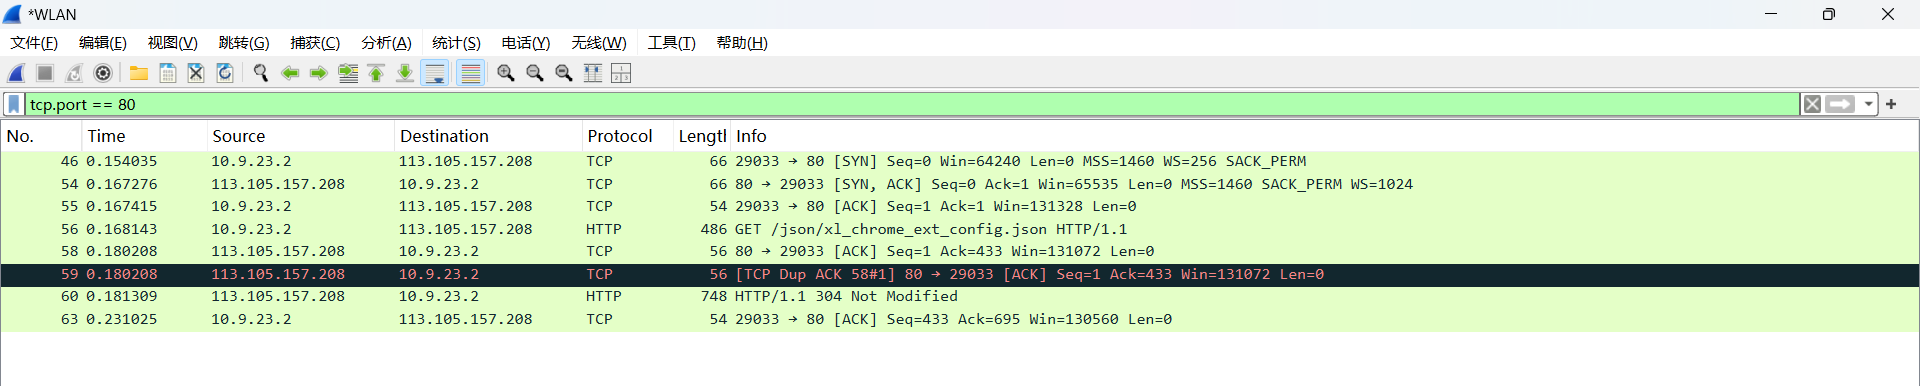 *WLAN
文件(F) 编辑(E) 视图(V) 跳转(G) 捕获(C) 分析(A) 统计(S) 电话(Y) 无线(W) 工具(T) 帮助(H)
tcp.port == 80
No. Time Source Destination Protocol Lengtl Info
46 0.154035 10.9.23.2 113.105.157.208 TCP 66 29033 → 80 [SYN] Seq=0 Win=64240 Len=0 MSS=1460 WS=256 SACK_PERM
54 0.167276 113.105.157.208 10.9.23.2 TCP 66 80 → 29033 [SYN, ACK] Seq=0 Ack=1 Win=65535 Len=0 MSS=1460 SACK_PERM WS=1024
55 0.167415 10.9.23.2 113.105.157.208 TCP 54 29033 → 80 [ACK] Seq=1 Ack=1 Win=131328 Len=0
56 0.168143 10.9.23.2 113.105.157.208 HTTP 486 GET /json/xl_chrome_ext_config.json HTTP/1.1
58 0.180208 113.105.157.208 10.9.23.2 TCP 56 80 → 29033 [ACK] Seq=1 Ack=433 Win=131072 Len=0
59 0.180208 113.105.157.208 10.9.23.2 TCP 56 [TCP Dup ACK 58#1] 80 → 29033 [ACK] Seq=1 Ack=433 Win=131072 Len=0
60 0.181309 113.105.157.208 10.9.23.2 HTTP 748 HTTP/1.1 304 Not Modified
63 0.231025 10.9.23.2 113.105.157.208 TCP 54 29033 → 80 [ACK] Seq=433 Ack=695 Win=130560 Len=0